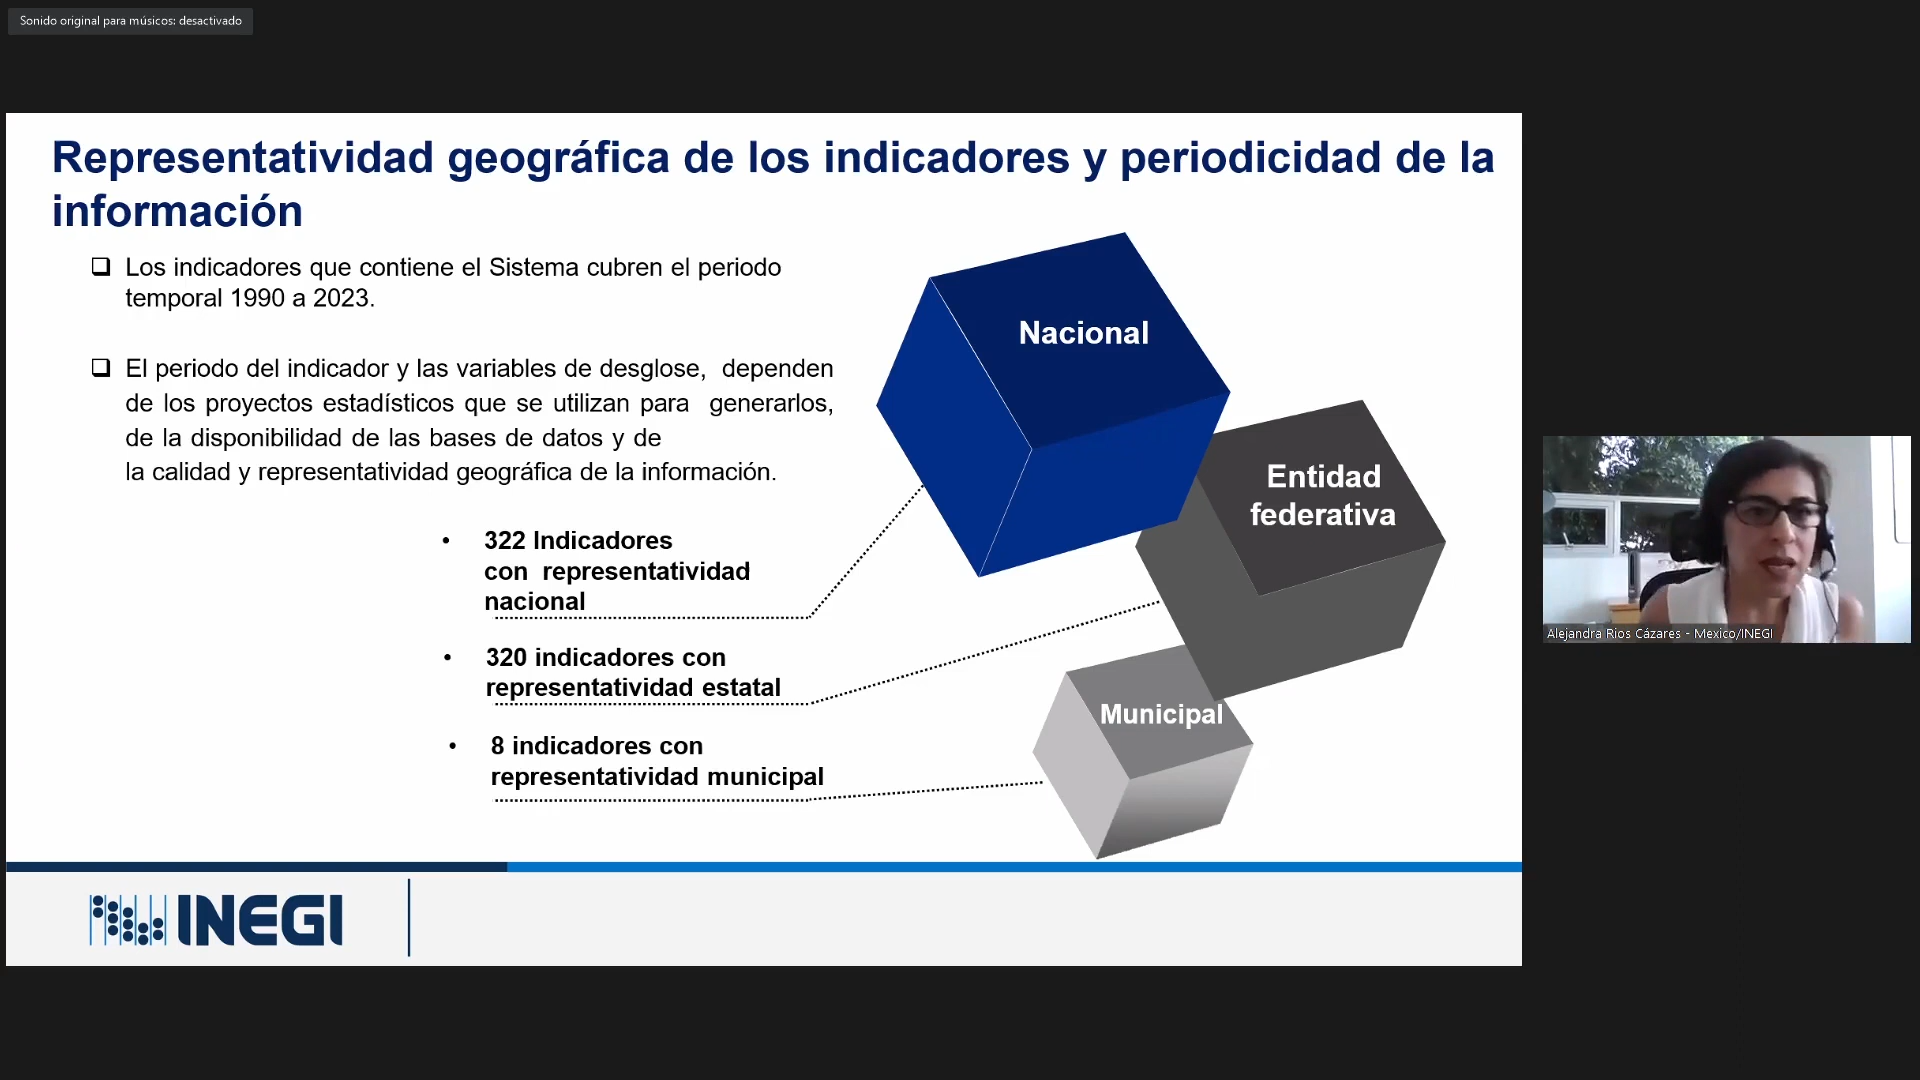 Sonido original para músicos: desactivado
Representatividad geográfica de los indicadores y periodicidad de la
información
Los indicadores que contiene el Sistema cubren el periodo
temporal 1990 a 2023.
El periodo del indicador y las variables de desglose, dependen
de los proyectos estadísticos que se utilizan para generarlos,
de la disponibilidad de las bases de datos y de
la calidad y representatividad geográfica de la información.
• 322 Indicadores
con representatividad
nacional
• 320 indicadores con
representatividad estatal
• 8 indicadores con
representatividad municipal
Nacional
Entidad
federativa
Municipal
Alejandra Ríos Cázares - Mexico/INEGI
INEGI